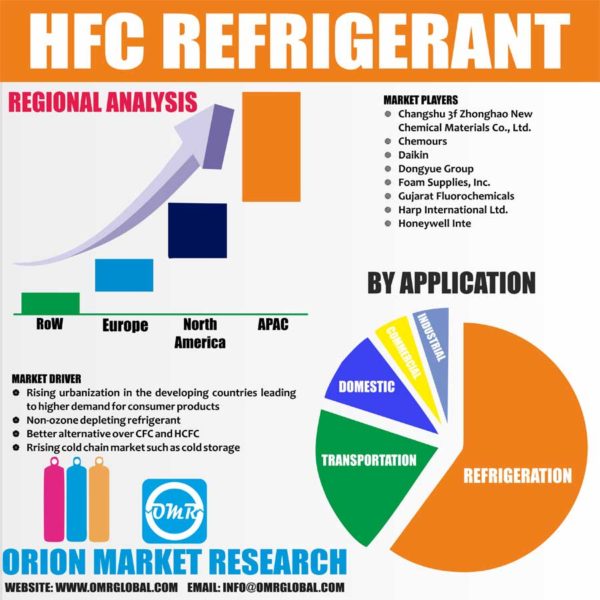 HFC REFRIGERANT
REGIONAL ANALYSIS
RoW
Europe
North
America
APAC
MARKET PLAYERS
Changshu 3f Zhonghao New
Chemical Materials Co., Ltd.
Chemours
Daikin
Dongyue Group
Foam Supplies, Inc.
Gujarat Fluorochemicals
Harp International Ltd.
Honeywell Inte
BY APPLICATION
INDUSTRIAL
COMMERCIAL
DOMESTIC
TRANSPORTATION
REFRIGERATION
MARKET DRIVER
Rising urbanization in the developing countries leading
to higher demand for consumer products
Non-ozone depleting refrigerant
Better alternative over CFC and HCFC
Rrising cold chain market such as cold storage
OMR
ORION MARKET RESEARCH
WEBSITE: WWW.OMRGLOBAL.COM EMAIL: INFO@OMRGLOBAL.COM